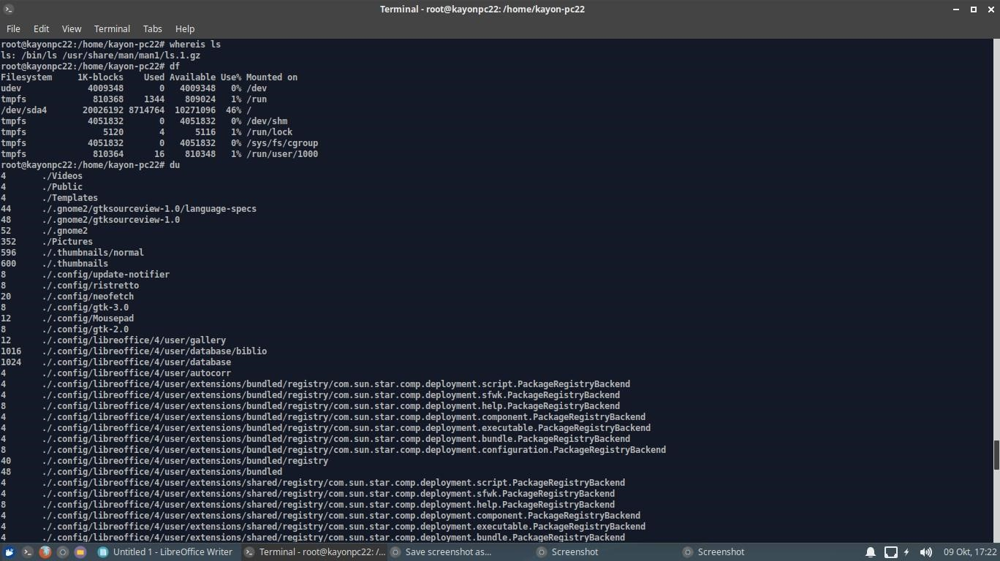 Terminal - root@kayonpc22: /home/kayon-pc22
File Edit View Terminal Tabs Help
root@kayonpc22:/home/kayon-pc22# whereis ls
ls: /bin/ls /usr/share/man/man1/ls.1.gz
root@kayonpc22:/home/kayon-pc22# df
Filesystem     1K-blocks    Used Available Use% Mounted on
udev             4009348       0   4009348   0% /dev
tmpfs             810368    1344    809024   1% /run
/dev/sda4       20026192 8714764  10271096  46% /
tmpfs            4051832       0   4051832   0% /dev/shm
tmpfs               5120       4      5116   1% /run/lock
tmpfs            4051832       0   4051832   0% /sys/fs/cgroup
tmpfs             810364      16    810348   1% /run/user/1000
root@kayonpc22:/home/kayon-pc22# du
4       ./Videos
4       ./Public
4       ./Templates
44      ./.gnome2/gtksourceview-1.0/language-specs
48      ./.gnome2/gtksourceview-1.0
52      ./.gnome2
352     ./Pictures
596     ./.thumbnails/normal
600     ./.thumbnails
8       ./.config/update-notifier
8       ./.config/ristretto
20      ./.config/neofetch
8       ./.config/gtk-3.0
12      ./.config/Mousepad
8       ./.config/gtk-2.0
12      ./.config/libreoffice/4/user/gallery
1016    ./.config/libreoffice/4/user/database/biblio
1024    ./.config/libreoffice/4/user/database
4       ./.config/libreoffice/4/user/autocorr
4       ./.config/libreoffice/4/user/extensions/bundled/registry/com.sun.star.comp.deployment.script.PackageRegistryBackend
4       ./.config/libreoffice/4/user/extensions/bundled/registry/com.sun.star.comp.deployment.sfwk.PackageRegistryBackend
8       ./.config/libreoffice/4/user/extensions/bundled/registry/com.sun.star.comp.deployment.help.PackageRegistryBackend
4       ./.config/libreoffice/4/user/extensions/bundled/registry/com.sun.star.comp.deployment.component.PackageRegistryBackend
4       ./.config/libreoffice/4/user/extensions/bundled/registry/com.sun.star.comp.deployment.executable.PackageRegistryBackend
4       ./.config/libreoffice/4/user/extensions/bundled/registry/com.sun.star.comp.deployment.bundle.PackageRegistryBackend
8       ./.config/libreoffice/4/user/extensions/bundled/registry/com.sun.star.comp.deployment.configuration.PackageRegistryBackend
40      ./.config/libreoffice/4/user/extensions/bundled/registry
48      ./.config/libreoffice/4/user/extensions/bundled
4       ./.config/libreoffice/4/user/extensions/shared/registry/com.sun.star.comp.deployment.script.PackageRegistryBackend
4       ./.config/libreoffice/4/user/extensions/shared/registry/com.sun.star.comp.deployment.sfwk.PackageRegistryBackend
8       ./.config/libreoffice/4/user/extensions/shared/registry/com.sun.star.comp.deployment.help.PackageRegistryBackend
4       ./.config/libreoffice/4/user/extensions/shared/registry/com.sun.star.comp.deployment.component.PackageRegistryBackend
4       ./.config/libreoffice/4/user/extensions/shared/registry/com.sun.star.comp.deployment.executable.PackageRegistryBackend
4       ./.config/libreoffice/4/user/extensions/shared/registry/com.sun.star.comp.deployment.bundle.PackageRegistryBackend
Untitled 1 - LibreOffice Writer Terminal - root@kayonpc22: /... Save screenshot as... Screenshot Screenshot 09 Okt, 17:22